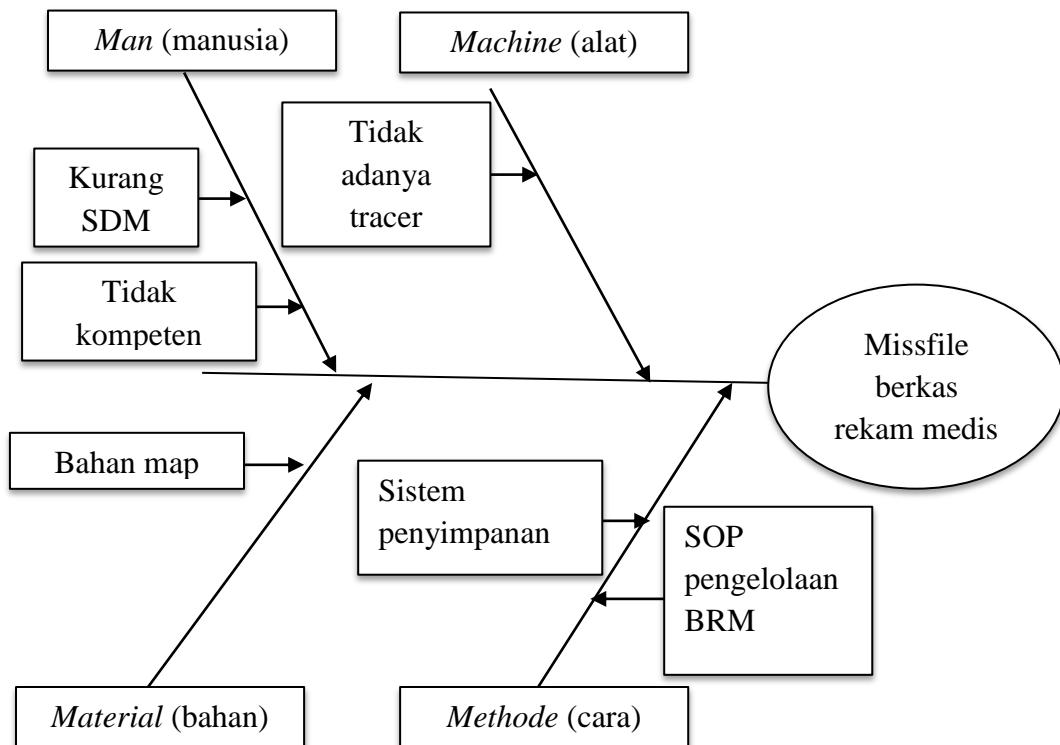 Man (manusia)
Machine (alat)
Tidak
adanya
tracer
Kurang
SDM
Tidak
kompeten
Missfile
berkas
rekam medis
Bahan map
Sistem
penyimpanan
SOP
pengelolaan
BRM
Material (bahan)
Methode (cara)